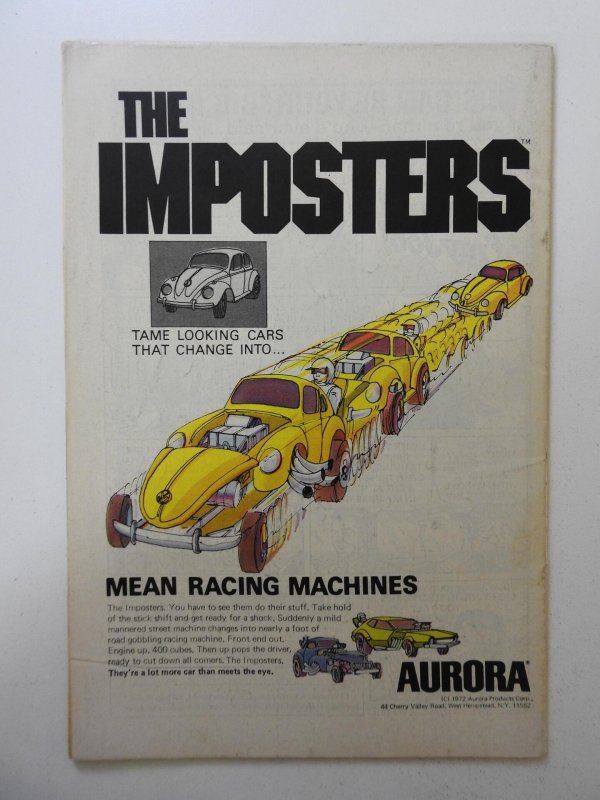 THE
IMPOSTERS™
TAME LOOKING CARS
THAT CHANGE INTO...
MEAN RACING MACHINES
The Imposters. You have to see them do their stuff. Take hold
of the stick shift and get ready for a shock. Suddenly a mild
mannered street machine changes into nearly a foot of
road gobbling racing machine. Front end out.
Engine up, 400 cubes. Then up pops the driver,
ready to cut down all comers. The Imposters.
They're a lot more car than meets the eye.
AURORA®
(C) 1972 Aurora Products Corp.,
44 Cherry Valley Road, West Hempstead, N.Y. 11552